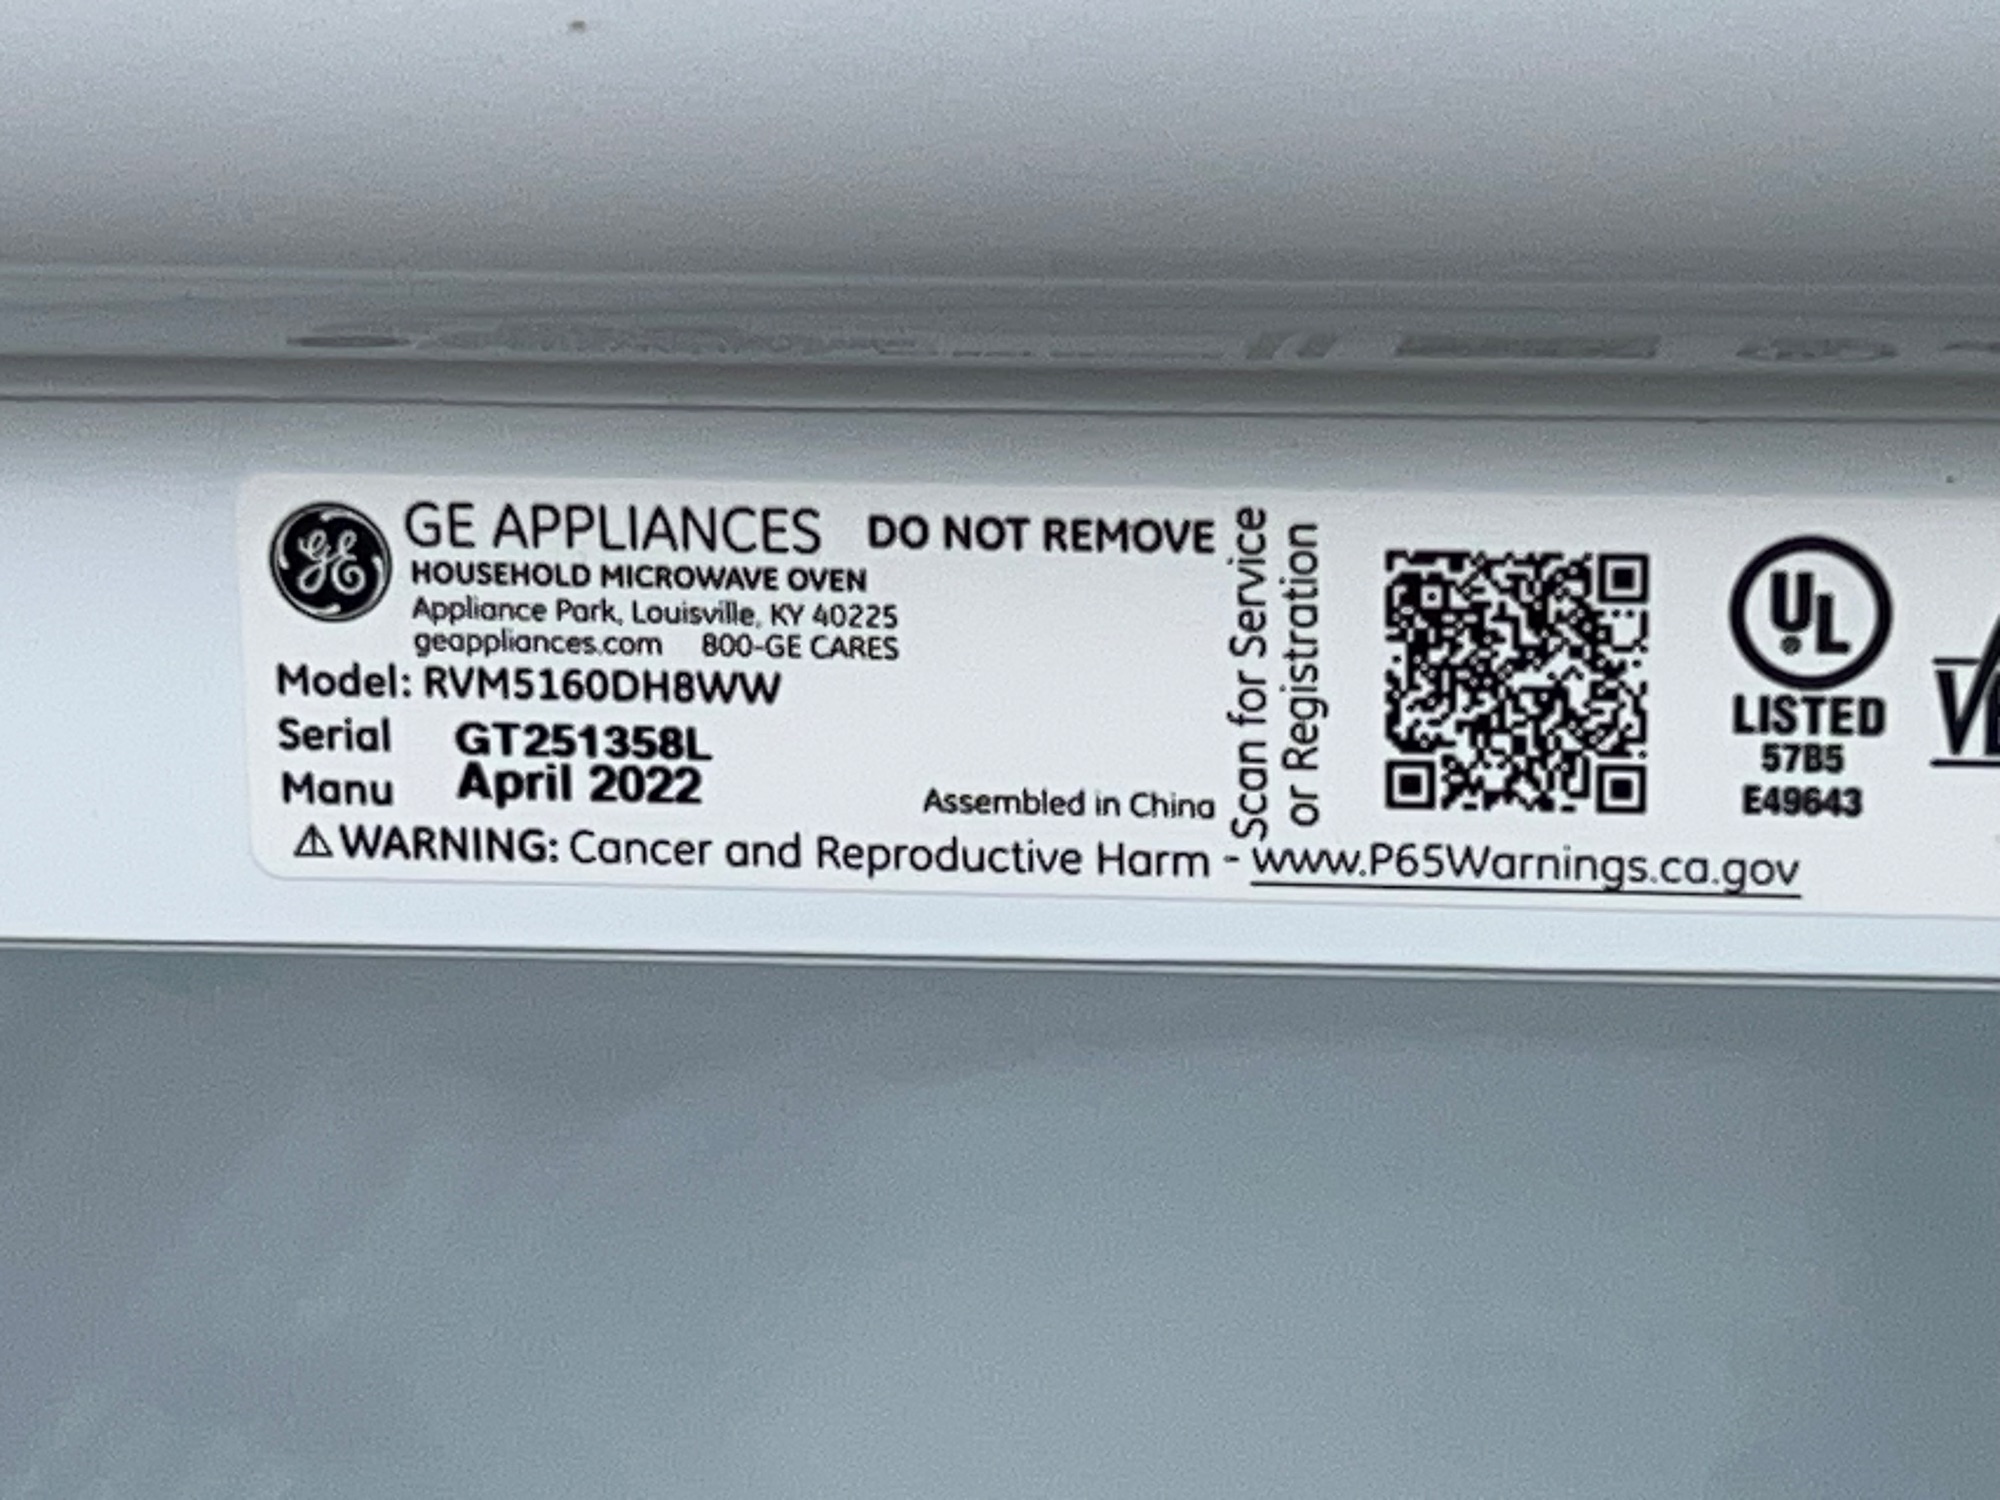 GE APPLIANCES DO NOT REMOVE
HOUSEHOLD MICROWAVE OVEN
Appliance Park, Louisville, KY 40225
geappliances.com 800-GE CARES
Model: RVM5160DH8WW
Serial GT251358L
Manu April 2022
Assembled in China
⚠ WARNING: Cancer and Reproductive Harm - www.P65Warnings.ca.gov
Scan for Service
or Registration
UL
LISTED
57B5
E49643